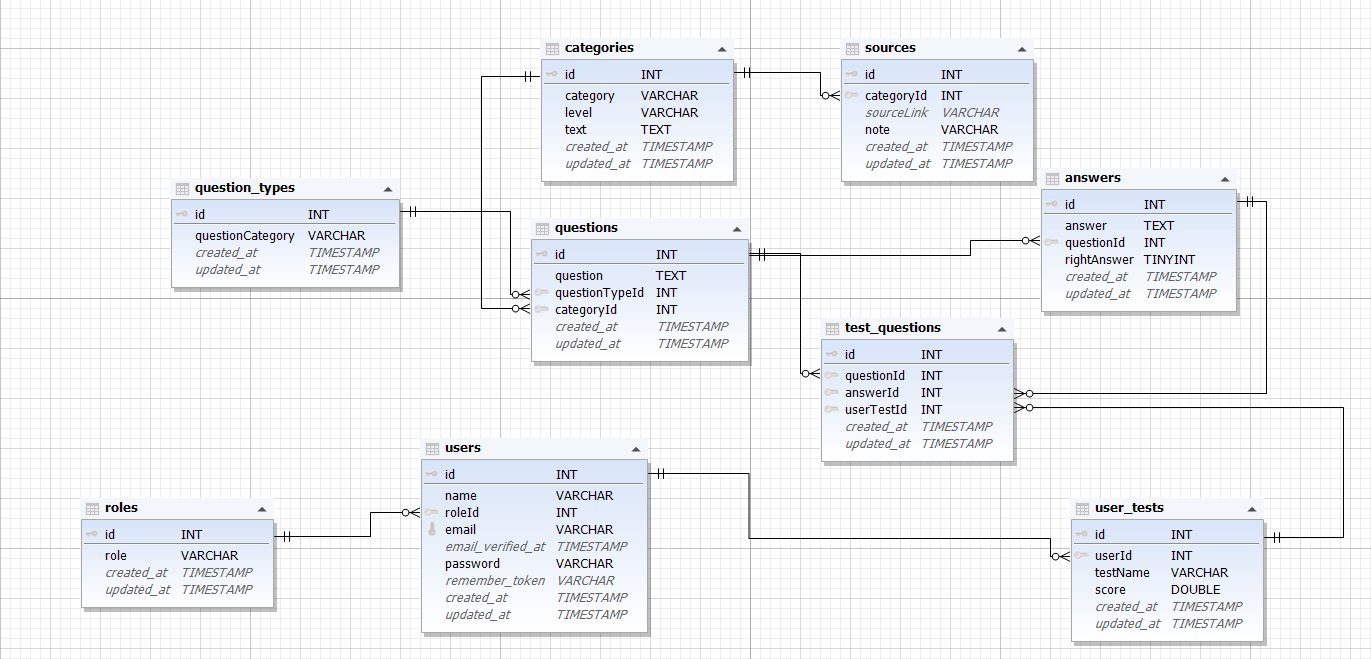 categories
id INT
category VARCHAR
level VARCHAR
text TEXT
created_at TIMESTAMP
updated_at TIMESTAMP
sources
id INT
categoryId INT
sourceLink VARCHAR
note VARCHAR
created_at TIMESTAMP
updated_at TIMESTAMP
question_types
id INT
questionCategory VARCHAR
created_at TIMESTAMP
updated_at TIMESTAMP
questions
id INT
question TEXT
questionTypeId INT
categoryId INT
created_at TIMESTAMP
updated_at TIMESTAMP
answers
id INT
answer TEXT
questionId INT
rightAnswer TINYINT
created_at TIMESTAMP
updated_at TIMESTAMP
test_questions
id INT
questionId INT
answerId INT
userTestId INT
created_at TIMESTAMP
updated_at TIMESTAMP
users
id INT
name VARCHAR
roleId INT
email VARCHAR
email_verified_at TIMESTAMP
password VARCHAR
remember_token VARCHAR
created_at TIMESTAMP
updated_at TIMESTAMP
roles
id INT
role VARCHAR
created_at TIMESTAMP
updated_at TIMESTAMP
user_tests
id INT
userId INT
testName VARCHAR
score DOUBLE
created_at TIMESTAMP
updated_at TIMESTAMP